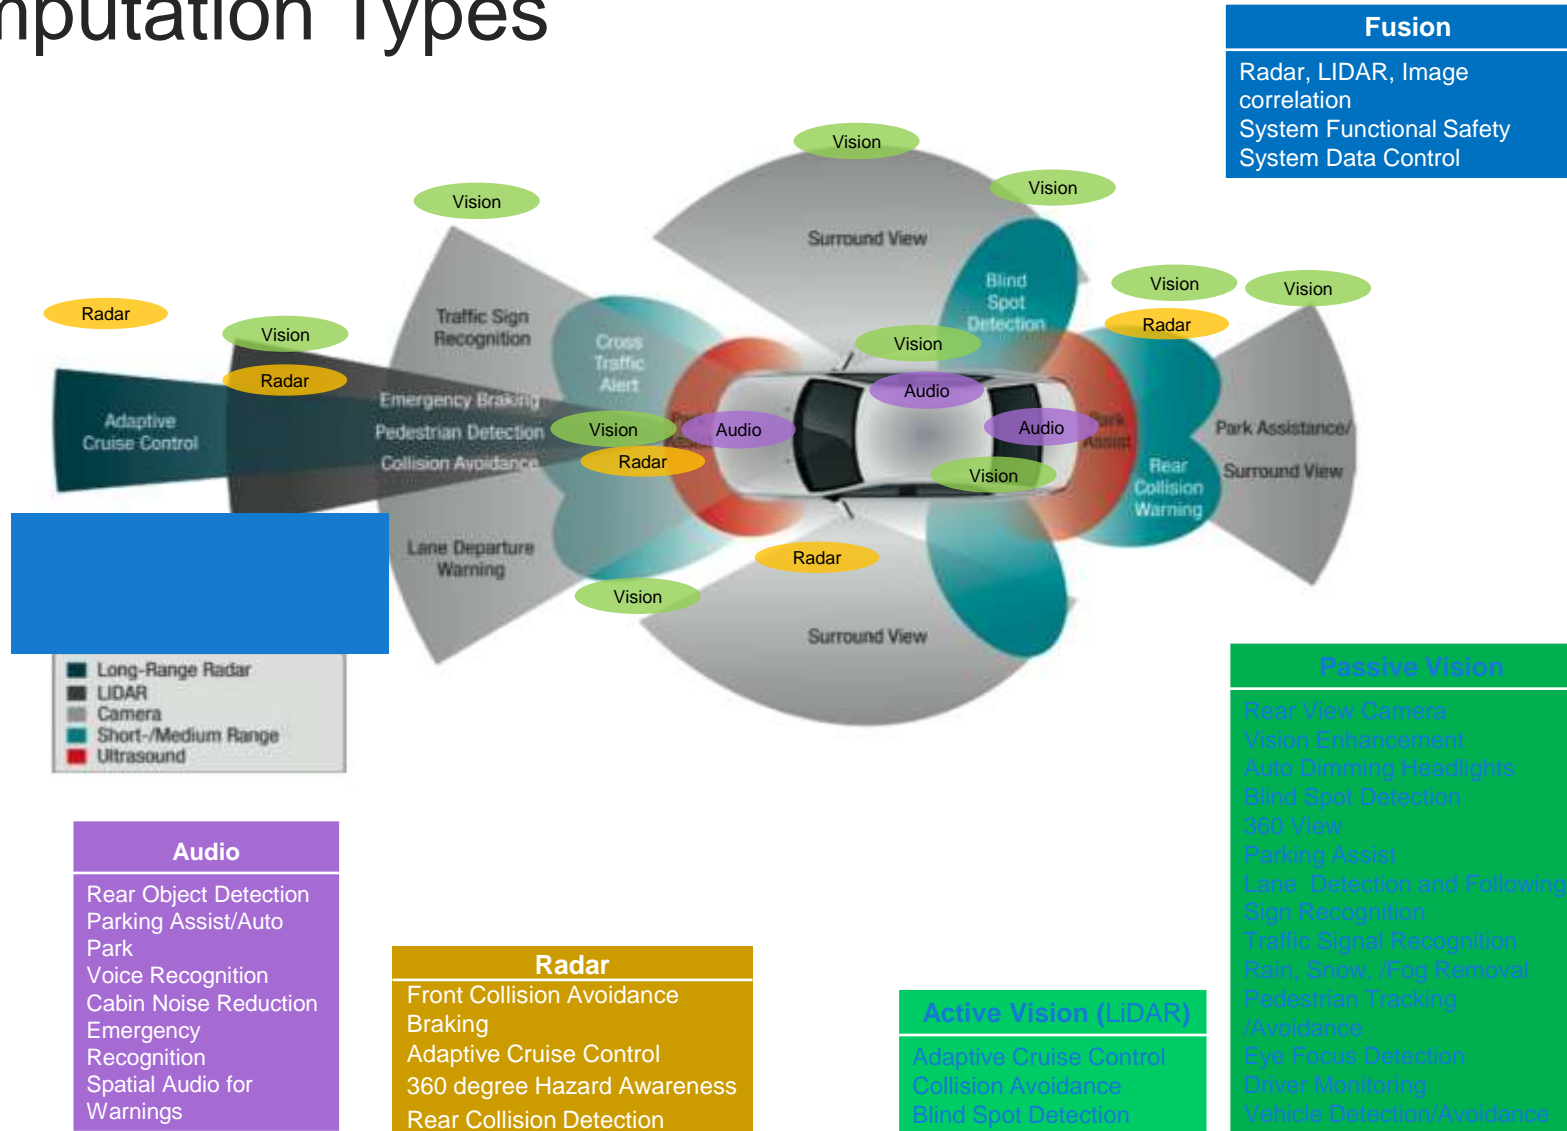 mputation Types
Fusion
Radar, LIDAR, Image
correlation
System Functional Safety
System Data Control
Vision
Vision
Vision
Surround View
Blind
Spot
Detection
Vision
Vision
Radar
Radar
Vision
Traffic Sign
Recognition
Cross
Traffic
Alert
Vision
Radar
Audio
Adaptive
Cruise Control
Emergency Braking
Pedestrian Detection
Collision Avoidance
Vision
Audio
Radar
Audio
Park
Assist
Vision
Rear
Collision
Warning
Park Assistance/
Surround View
Lane Departure
Warning
Radar
Vision
Surround View
Long-Range Radar
LIDAR
Camera
Short-/Medium Range
Ultrasound
Passive Vision
Rear View Camera
Vision Enhancement
Auto Dimming Headlights
Blind Spot Detection
360 View
Parking Assist
Lane  Detection and Following
Sign Recognition
Traffic Signal Recognition
Rain, Snow, /Fog Removal
Pedestrian Tracking
/Avoidance
Eye Focus Detection
Driver Monitoring
Vehicle Detection/Avoidance
Audio
Rear Object Detection
Parking Assist/Auto
Park
Voice Recognition
Cabin Noise Reduction
Emergency
Recognition
Spatial Audio for
Warnings
Radar
Front Collision Avoidance
Braking
Adaptive Cruise Control
360 degree Hazard Awareness
Rear Collision Detection
Active Vision (LiDAR)
Adaptive Cruise Control
Collision Avoidance
Blind Spot Detection